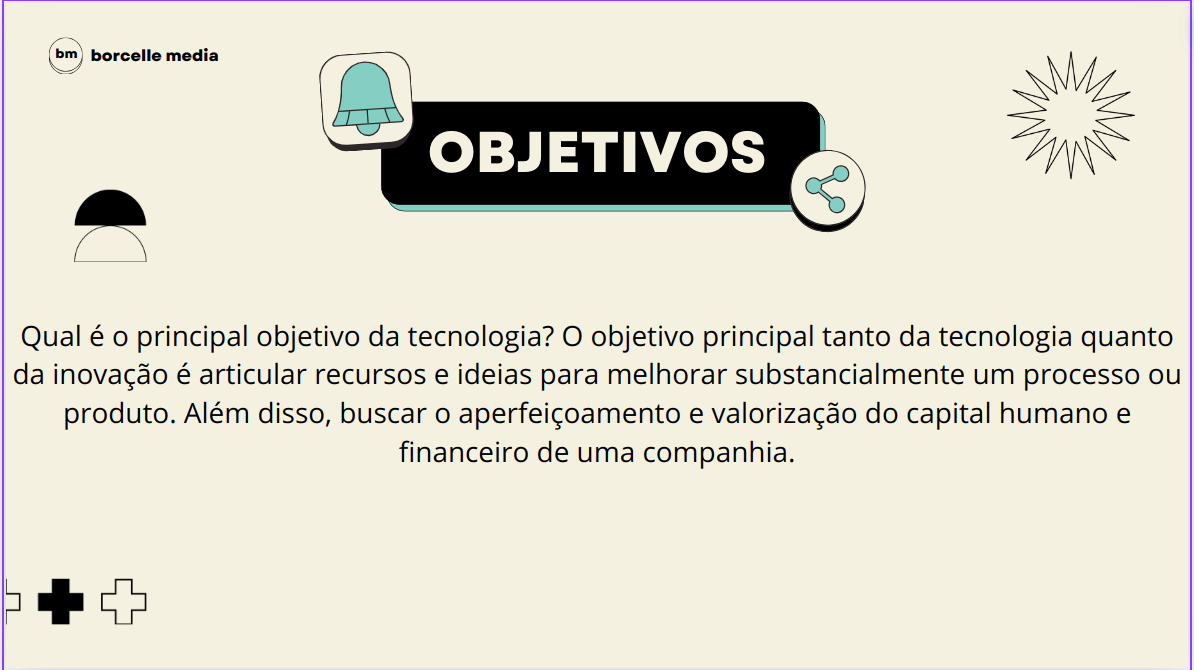 bm borcelle media
OBJETIVOS
Qual é o principal objetivo da tecnologia? O objetivo principal tanto da tecnologia quanto
da inovação é articular recursos e ideias para melhorar substancialmente um processo ou
produto. Além disso, buscar o aperfeiçoamento e valorização do capital humano e
financeiro de uma companhia.